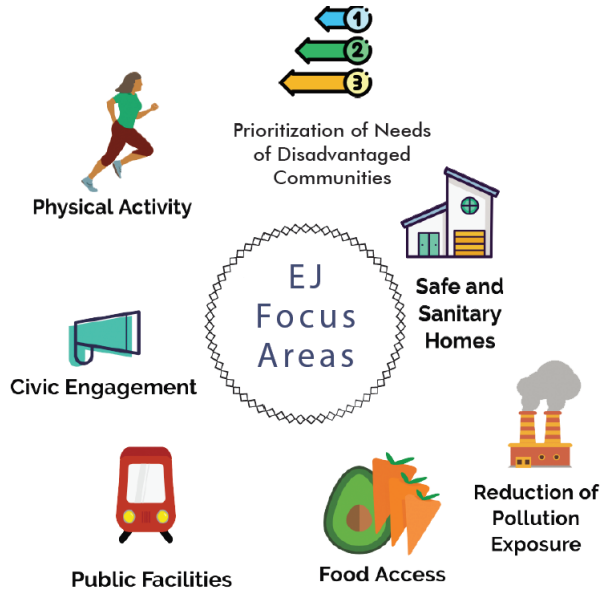 1
2
3
Prioritization of Needs
of Disadvantaged
Communities
Physical Activity
Safe and
Sanitary
Homes
EJ
Focus
Areas
Civic Engagement
Reduction of
Pollution
Exposure
Food Access
Public Facilities